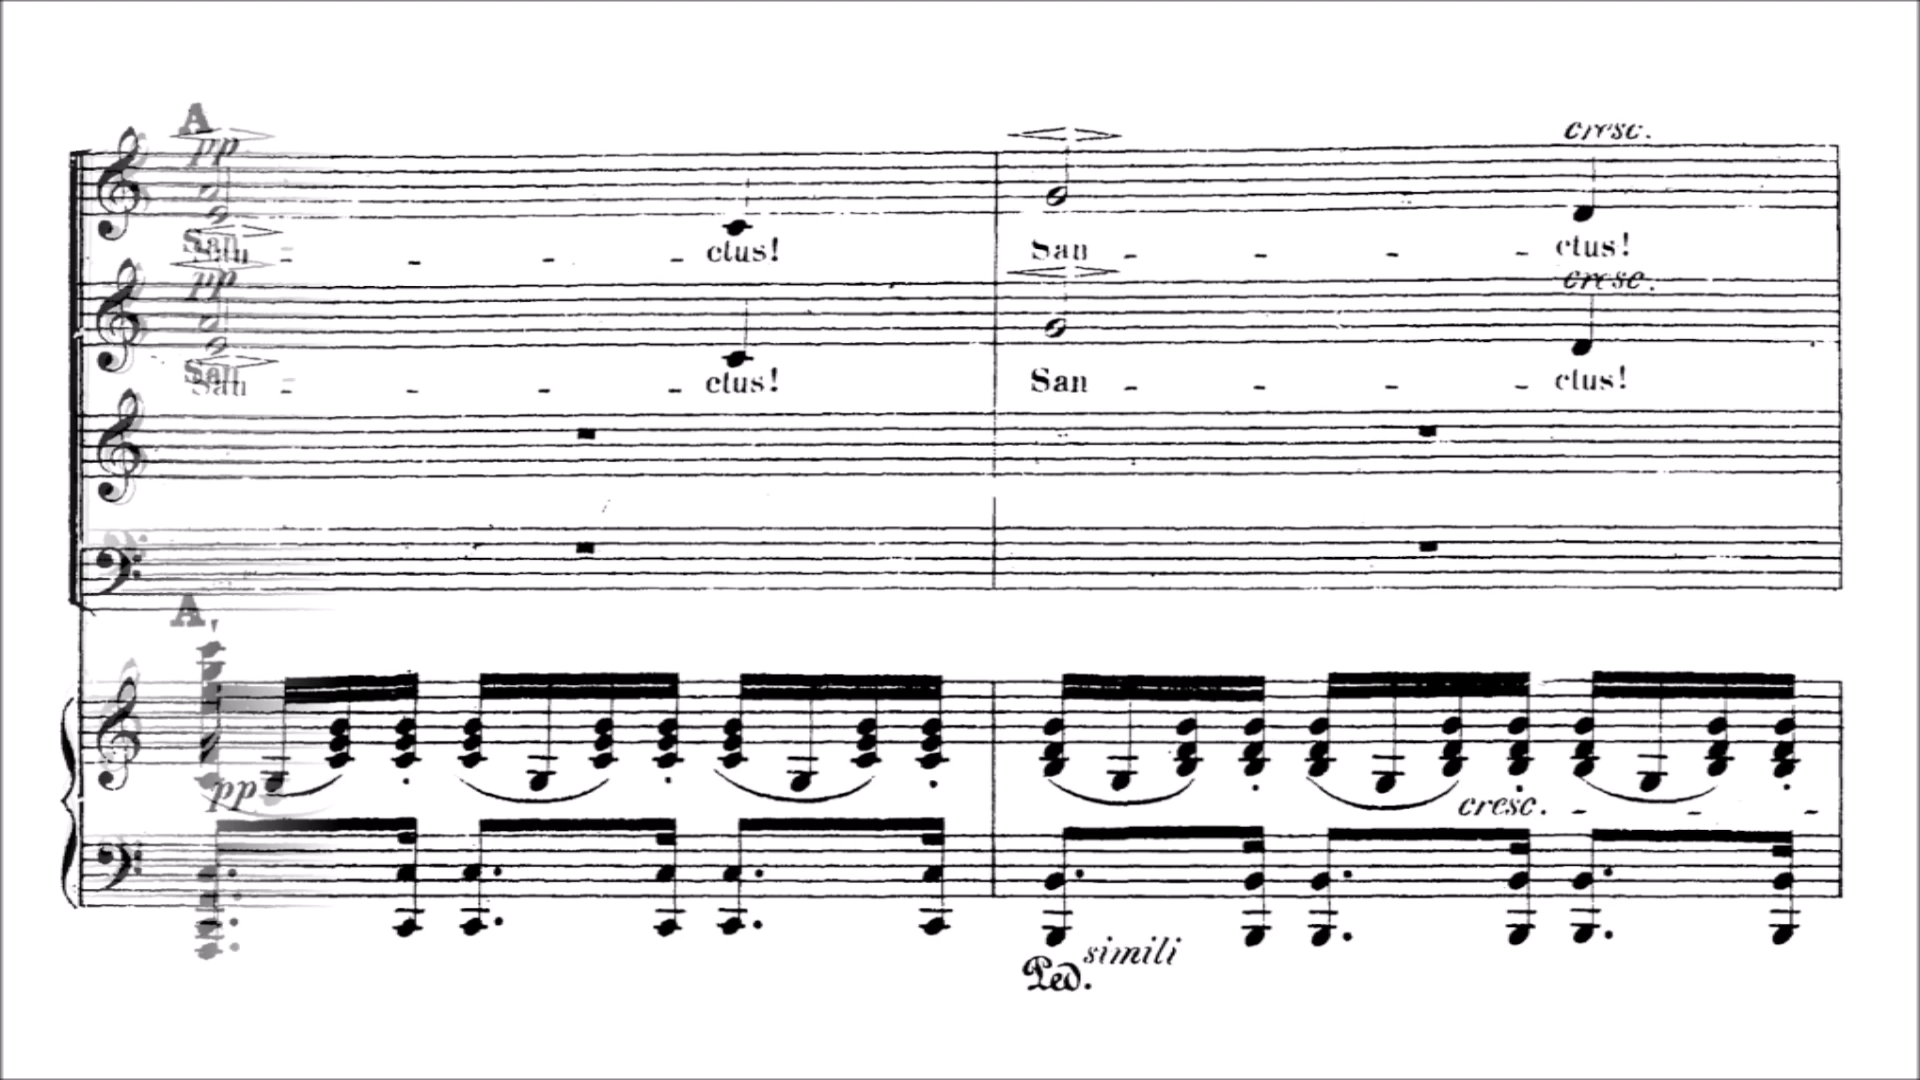 A
pp
cresc.
San - - - - ctus! San - - - - ctus!
pp
cresc.
San - - - - ctus! San - - - - ctus!
A
pp
cresc. - - -
Ped. simili